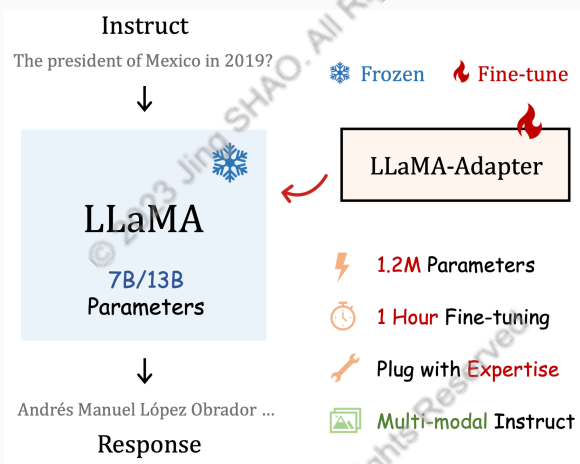 Instruct
The president of Mexico in 2019?
Frozen
Fine-tune
LLaMA
7B/13B
Parameters
LLaMA-Adapter
1.2M Parameters
1 Hour Fine-tuning
Plug with Expertise
Multi-modal Instruct
Andrés Manuel López Obrador ...
Response
© 2023 Jing SHAO. All Rights Reserved.